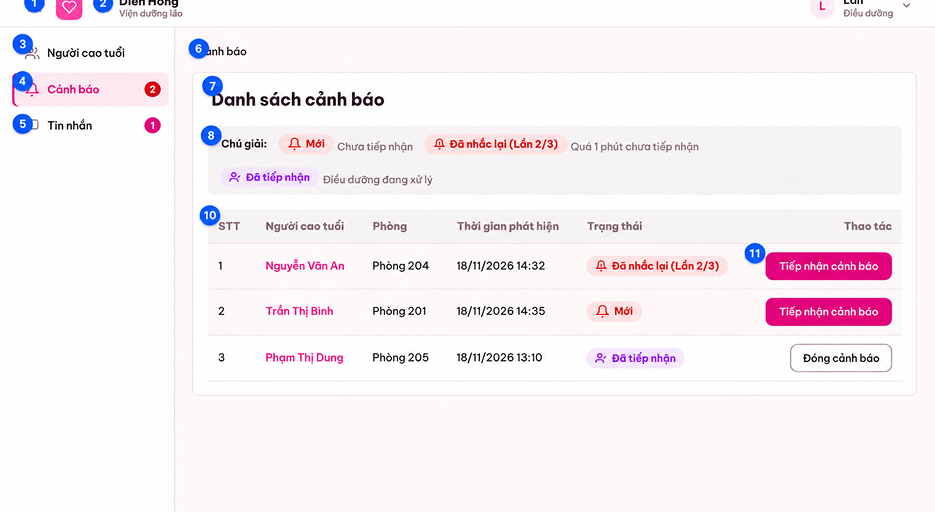 1
2
Diên Hồng
Viện dưỡng lão
L
Lan
Điều dưỡng
3
Người cao tuổi
4
Cảnh báo
2
5
Tin nhắn
1
6
ảnh báo
7
Danh sách cảnh báo
8
Chú giải: Mới Chưa tiếp nhận Đã nhắc lại (Lần 2/3) Quá 1 phút chưa tiếp nhận
Đã tiếp nhận Điều dưỡng đang xử lý
10
STT Người cao tuổi Phòng Thời gian phát hiện Trạng thái Thao tác
11
1 Nguyễn Văn An Phòng 204 18/11/2026 14:32 Đã nhắc lại (Lần 2/3) Tiếp nhận cảnh báo
2 Trần Thị Bình Phòng 201 18/11/2026 14:35 Mới Tiếp nhận cảnh báo
3 Phạm Thị Dung Phòng 205 18/11/2026 13:10 Đã tiếp nhận Đóng cảnh báo